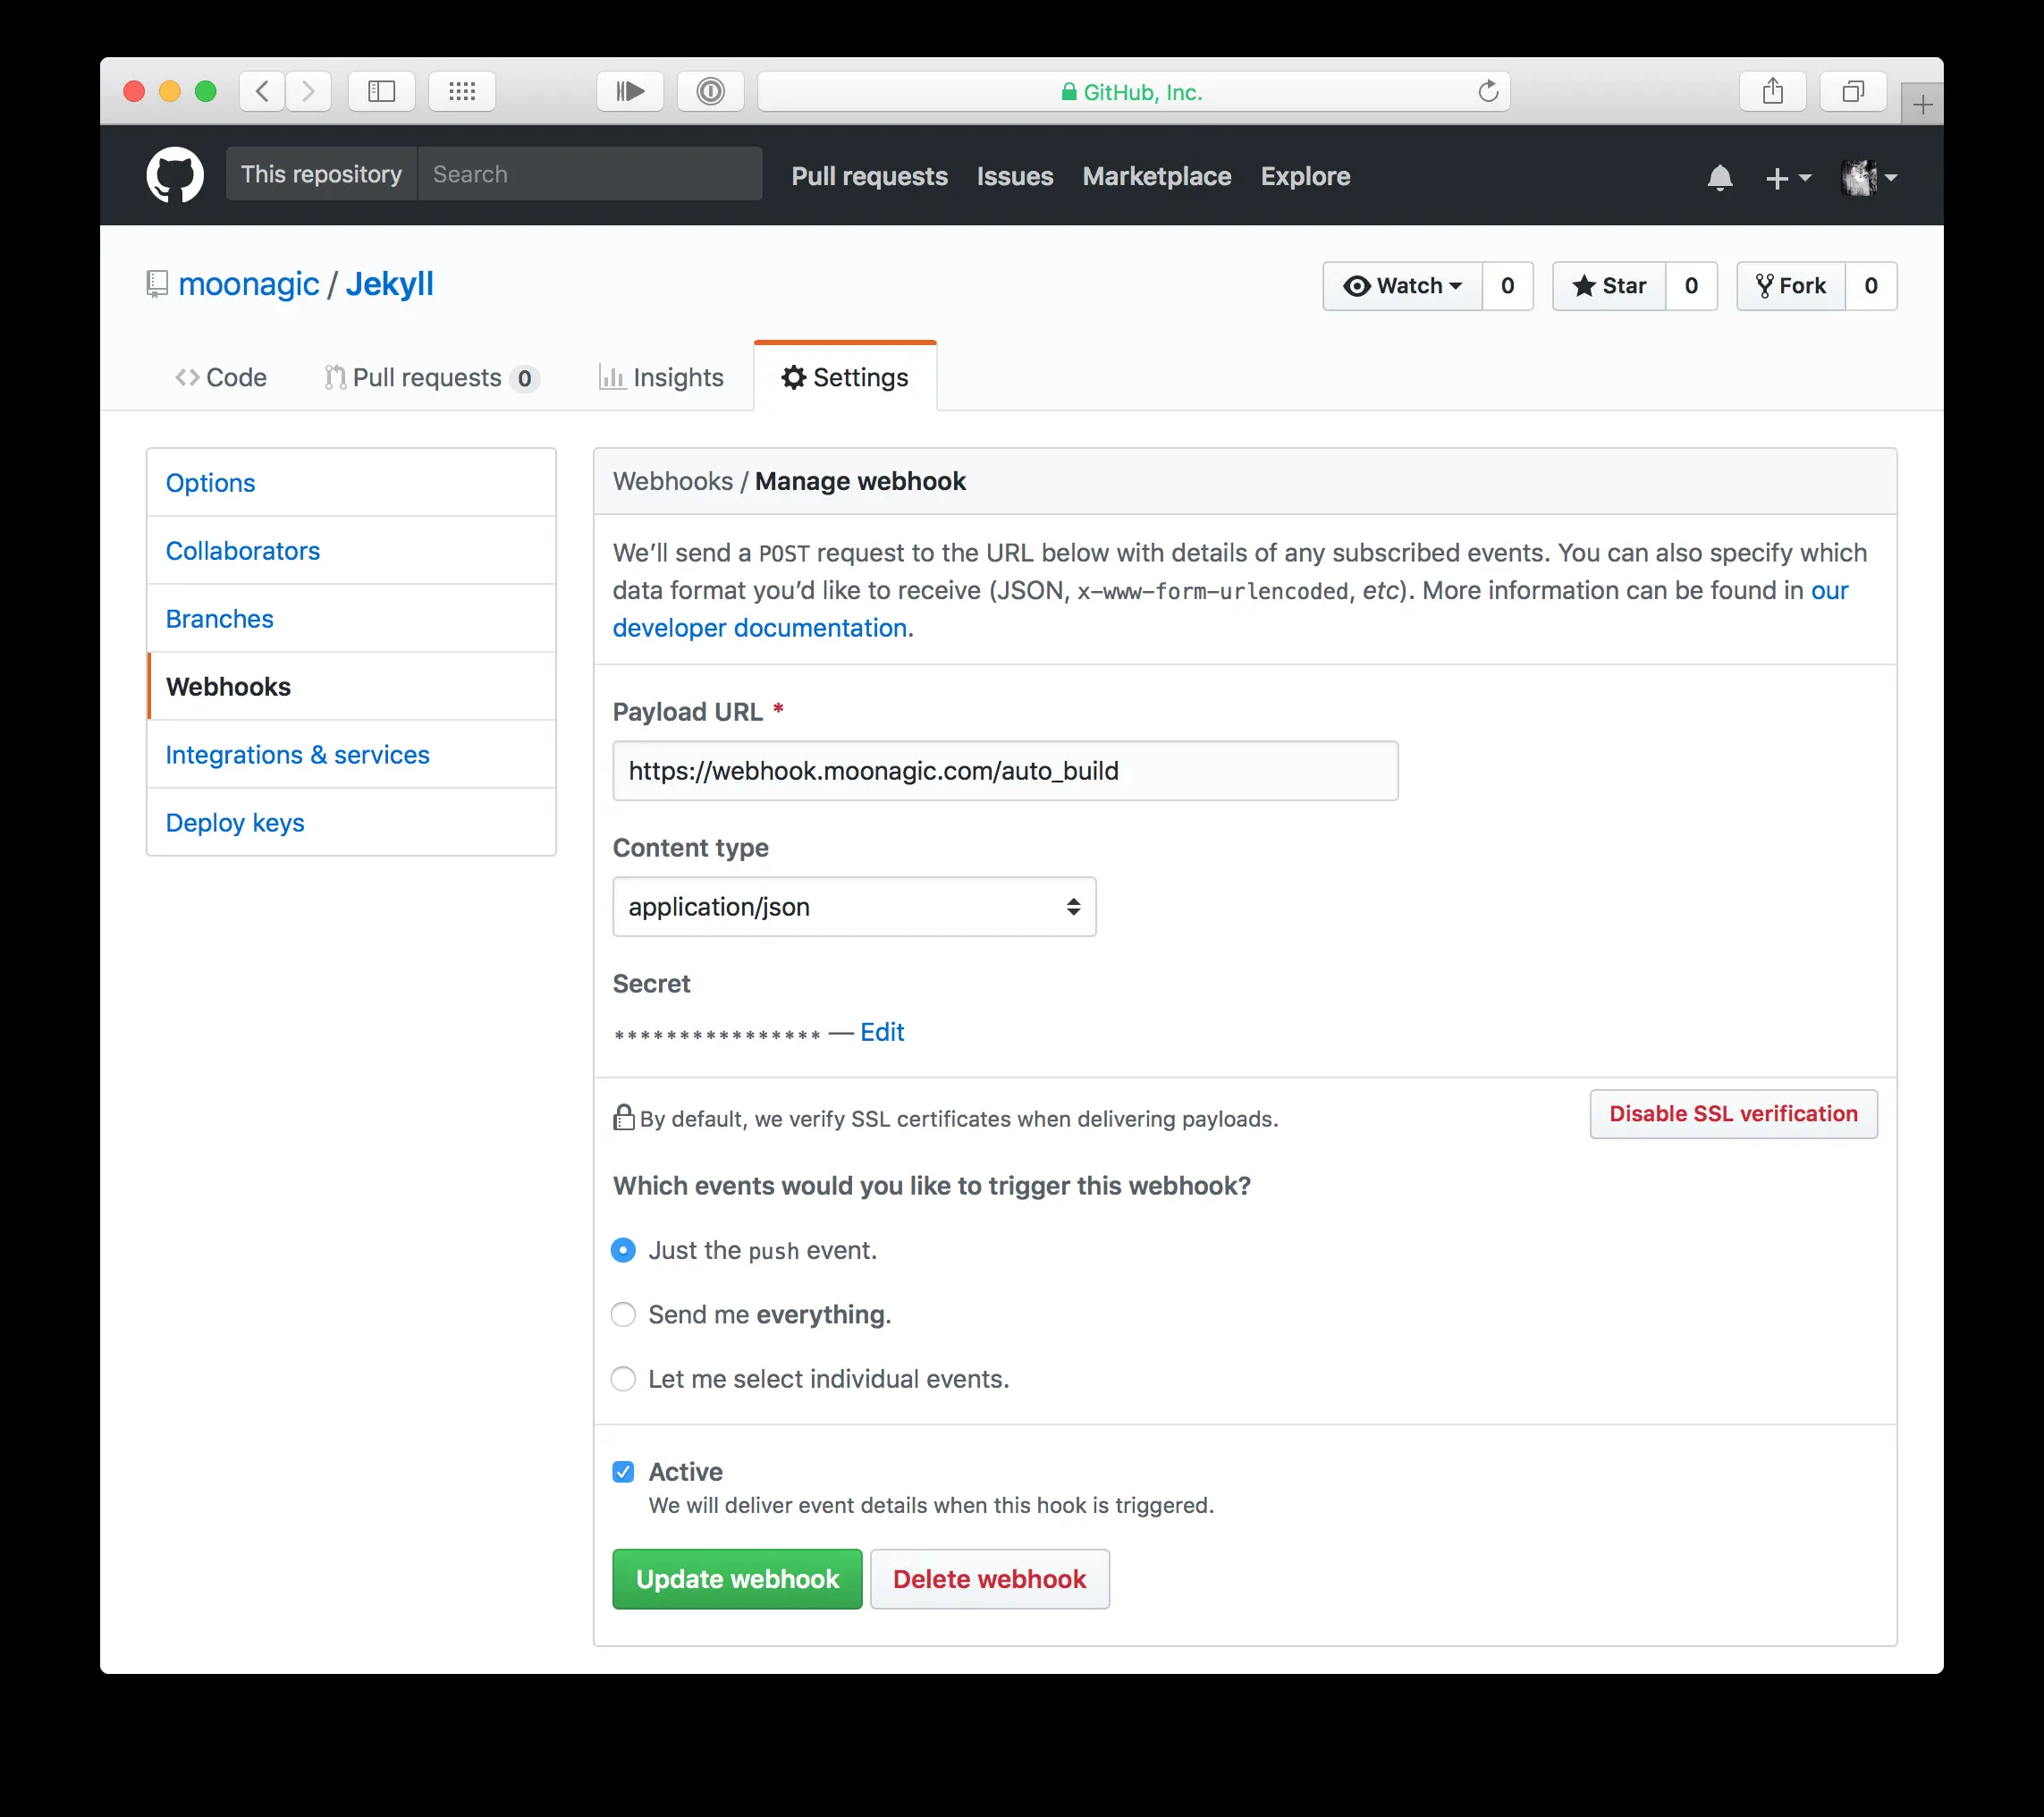 GitHub, Inc.
This repository Search Pull requests Issues Marketplace Explore
moonagic / Jekyll
Watch 0 Star 0 Fork 0
Code Pull requests 0 Insights Settings
Options
Collaborators
Branches
Webhooks
Integrations & services
Deploy keys
Webhooks / Manage webhook
We’ll send a POST request to the URL below with details of any subscribed events. You can also specify which
data format you’d like to receive (JSON, x-www-form-urlencoded, etc). More information can be found in our
developer documentation.
Payload URL *
https://webhook.moonagic.com/auto_build
Content type
application/json
Secret
**************** — Edit
By default, we verify SSL certificates when delivering payloads.
Disable SSL verification
Which events would you like to trigger this webhook?
Just the push event.
Send me everything.
Let me select individual events.
Active
We will deliver event details when this hook is triggered.
Update webhook Delete webhook